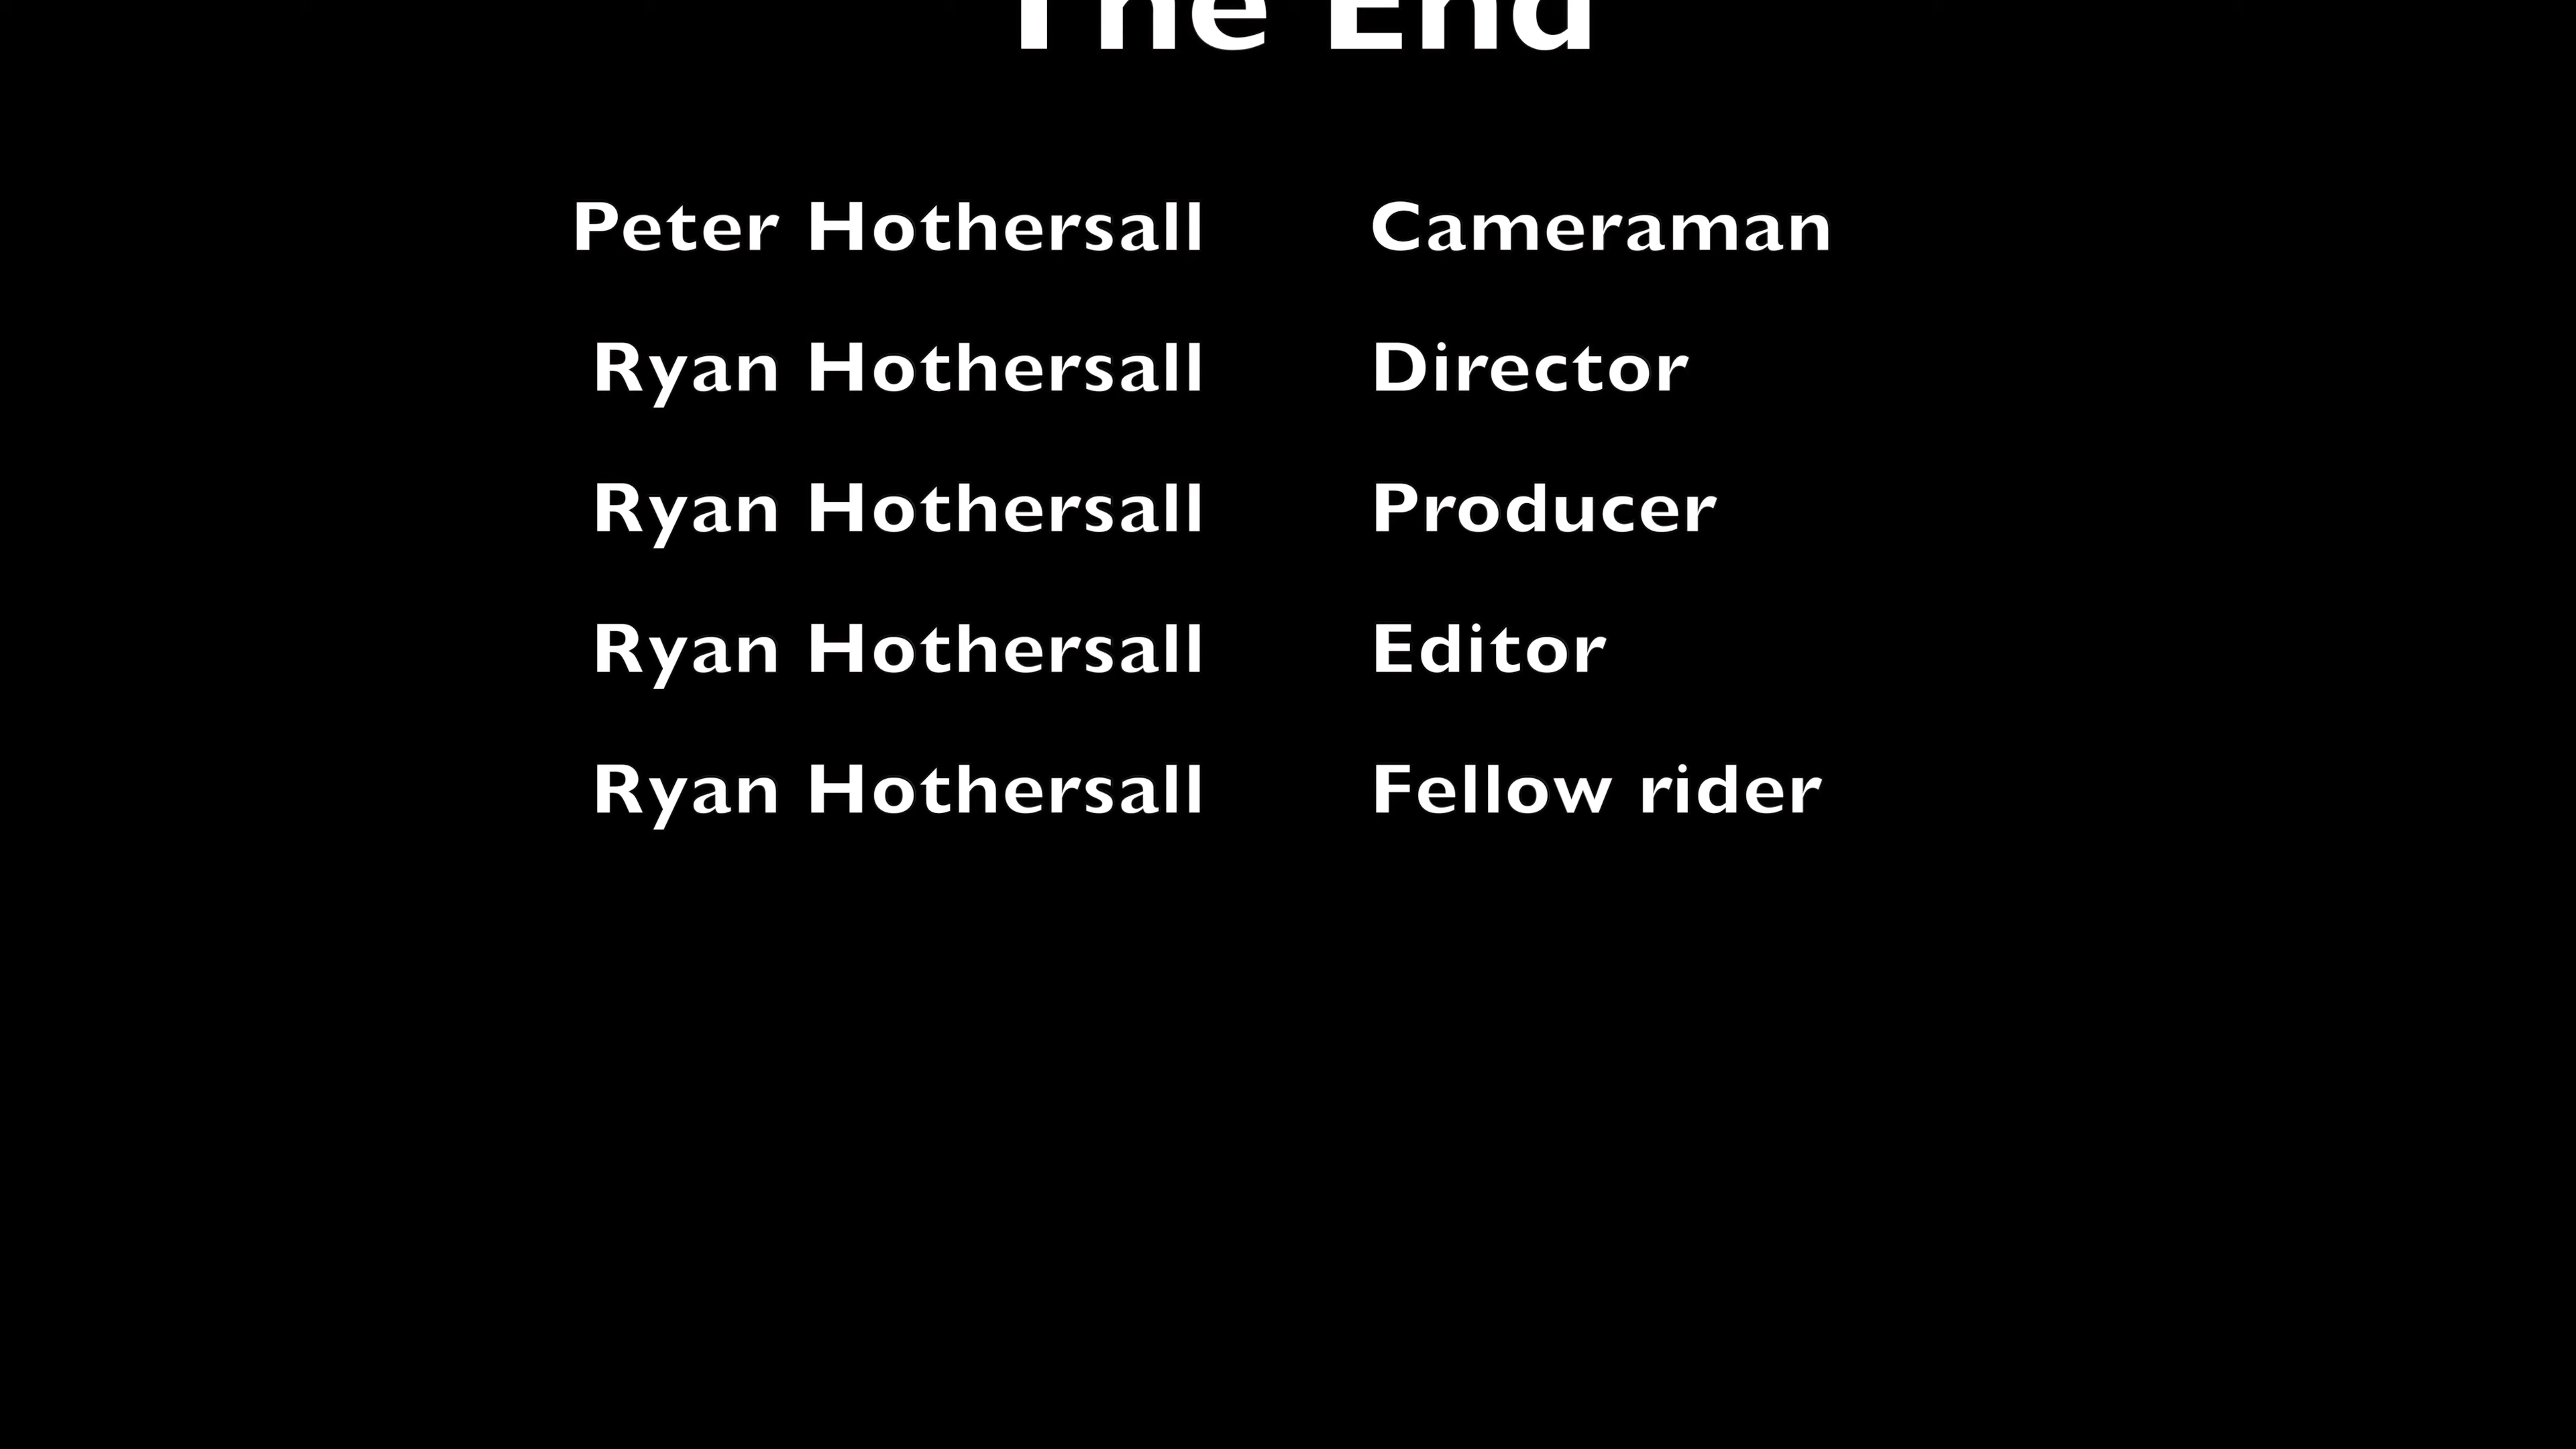 The End
Peter Hothersall Cameraman
Ryan Hothersall Director
Ryan Hothersall Producer
Ryan Hothersall Editor
Ryan Hothersall Fellow rider